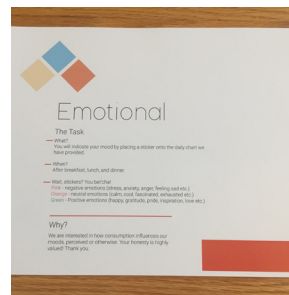 Emotional
The Task
What?
You will indicate your mood by placing a sticker onto the daily chart we
have provided.
When?
After breakfast, lunch, and dinner.
Wait, stickers? You betcha!
Pink - negative emotions (stress, anxiety, anger, feeling sad etc.)
Orange - neutral emotions (calm, cool, fascinated, exhausted etc.)
Green - Positive emotions (happy, gratitude, pride, inspiration, love etc.)
Why?
We are interested in how consumption influences our
moods, perceived or otherwise. Your honesty is highly
valued! Thank you.